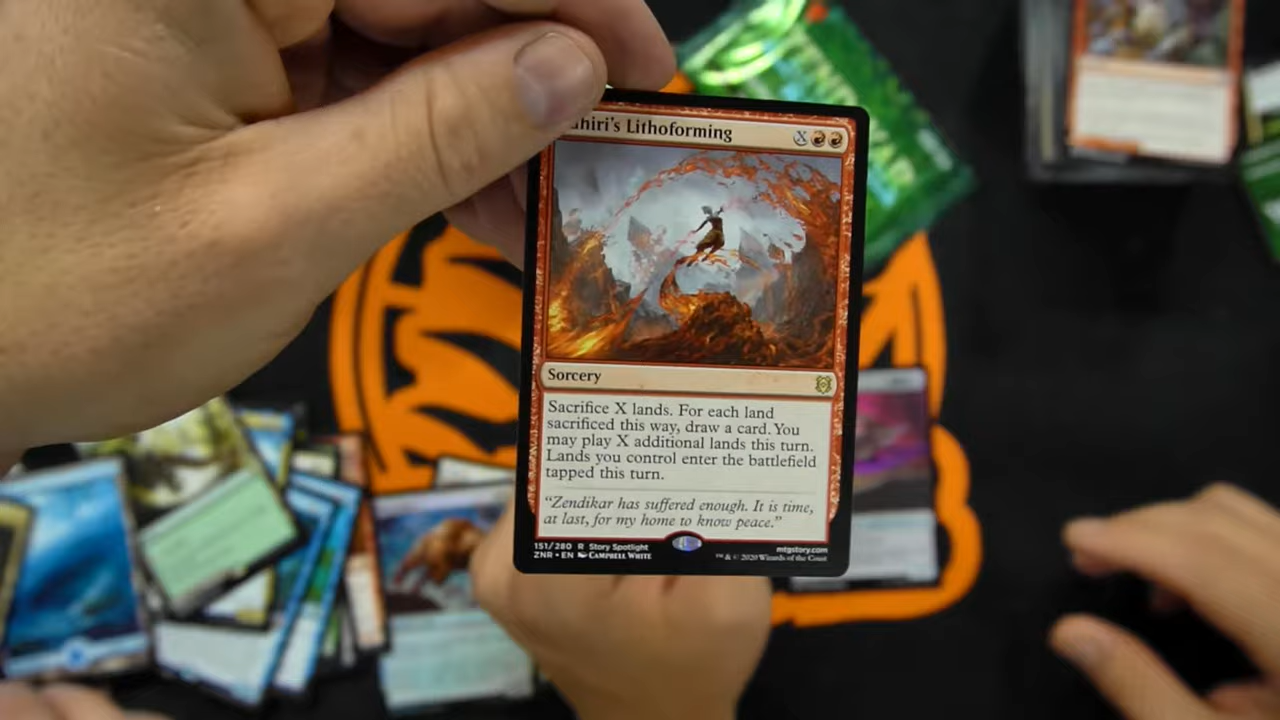 hiri's Lithoforming X
Sorcery
Sacrifice X lands. For each land
sacrificed this way, draw a card. You
may play X additional lands this turn.
Lands you control enter the battlefield
tapped this turn.
“Zendikar has suffered enough. It is time,
at last, for my home to know peace.”
151/280 R Story Spotlight
ZNR • EN Campbell White
mtgstory.com
™ & © 2020 Wizards of the Coast